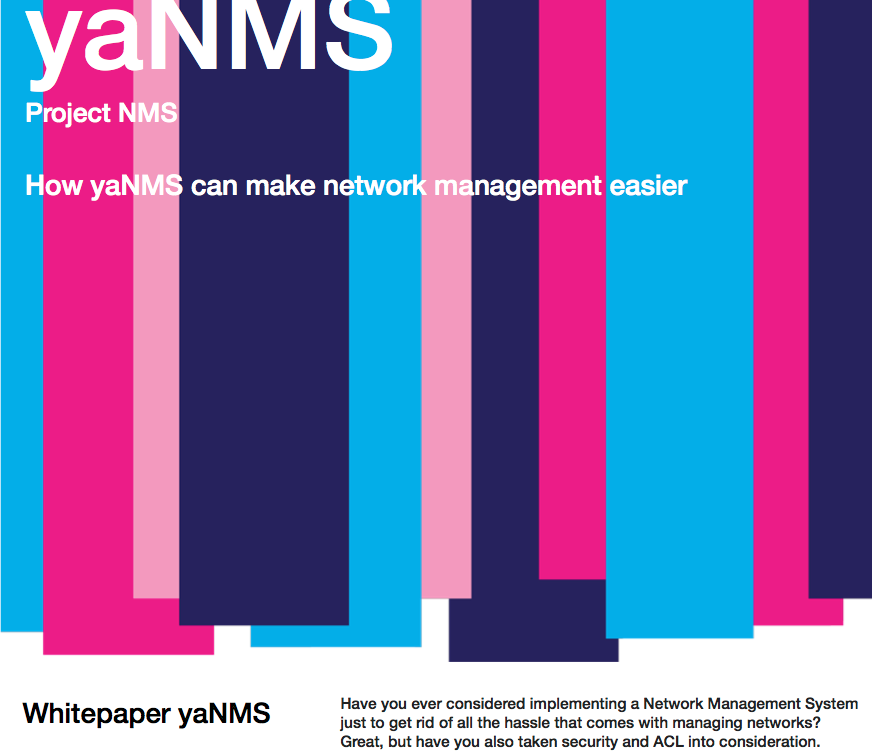 yaNMS
Project NMS
How yaNMS can make network management easier
Whitepaper yaNMS
Have you ever considered implementing a Network Management System
just to get rid of all the hassle that comes with managing networks?
Great, but have you also taken security and ACL into consideration.